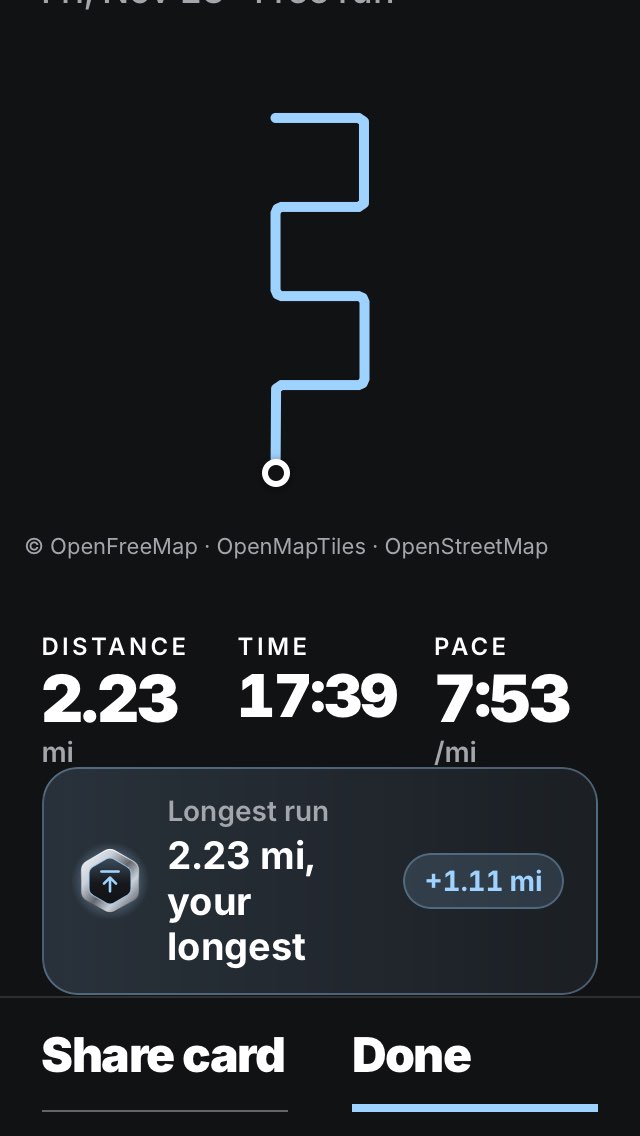 © OpenFreeMap · OpenMapTiles · OpenStreetMap
DISTANCE TIME PACE
2.23 17:39 7:53
mi /mi
Longest run
2.23 mi,
your
longest
+1.11 mi
Share card Done